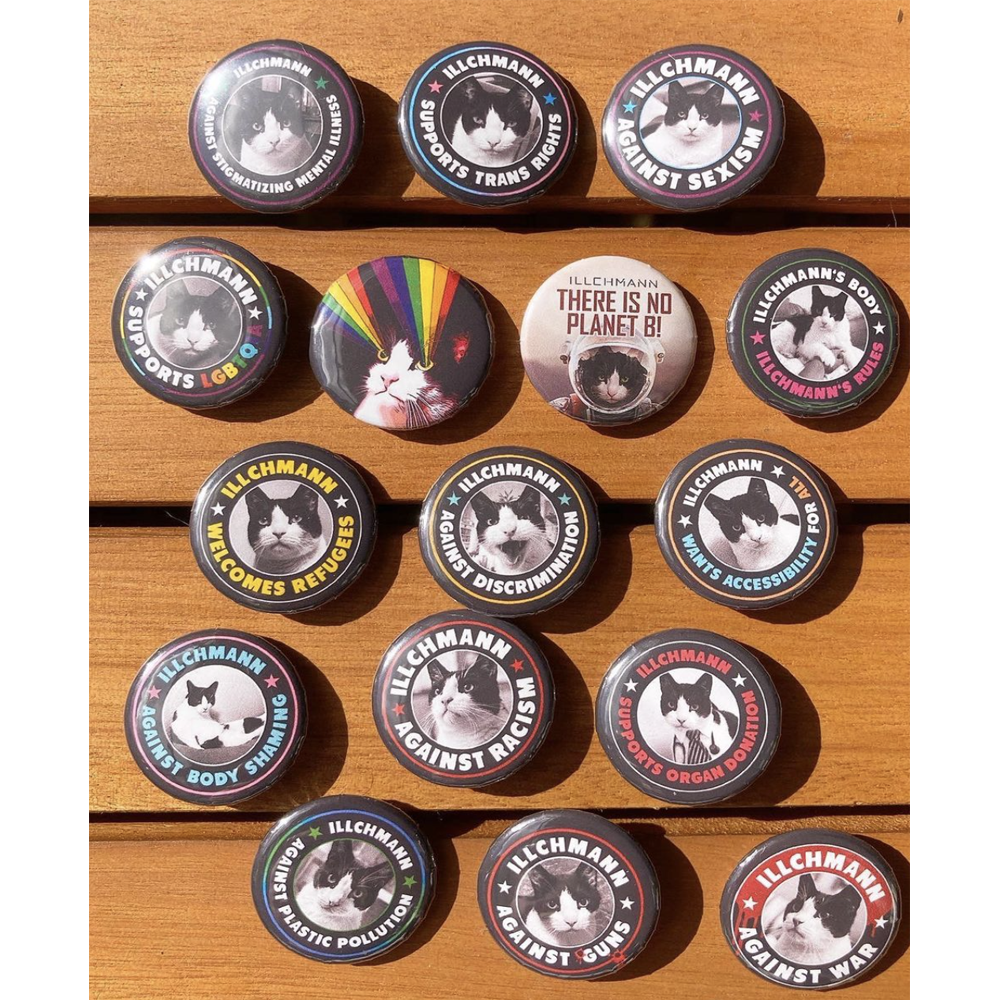 ILLCHMANN
AGAINST STIGMATIZING MENTAL ILLNESS
ILLCHMANN
SUPPORTS TRANS RIGHTS
ILLCHMANN
AGAINST SEXISM
ILLCHMANN
SUPPORTS LGBTQ A
ILLCHMANN
THERE IS NO
PLANET B!
ILLCHMANN'S BODY
ILLCHMANN'S RULES
ILLCHMANN
WELCOMES REFUGEES
ILLCHMANN
AGAINST DISCRIMINATION
ILLCHMANN
WANTS ACCESSIBILITY FOR ALL
ILLCHMANN
AGAINST BODY SHAMING
ILLCHMANN
AGAINST RACISM
ILLCHMANN
SUPPORTS ORGAN DONATION
ILLCHMANN
AGAINST PLASTIC POLLUTION
ILLCHMANN
AGAINST GUNS
ILLCHMANN
AGAINST WAR